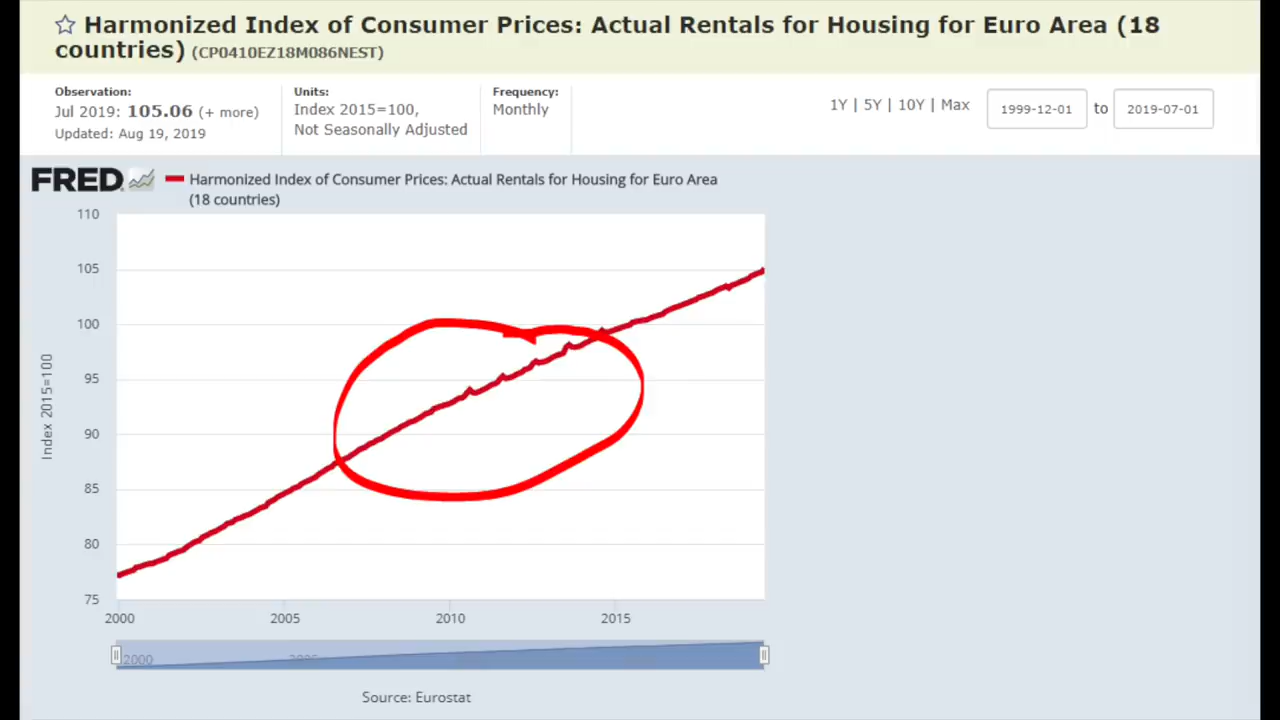 Harmonized Index of Consumer Prices: Actual Rentals for Housing for Euro Area (18
countries) (CP0410EZ18M086NEST)
Observation:
Jul 2019: 105.06 (+ more)
Updated: Aug 19, 2019
Units:
Index 2015=100,
Not Seasonally Adjusted
Frequency:
Monthly
1Y | 5Y | 10Y | Max
1999-12-01 to 2019-07-01
FRED
Harmonized Index of Consumer Prices: Actual Rentals for Housing for Euro Area
(18 countries)
110
105
100
95
90
85
80
75
Index 2015=100
2000 2005 2010 2015
2000 2005
Source: Eurostat